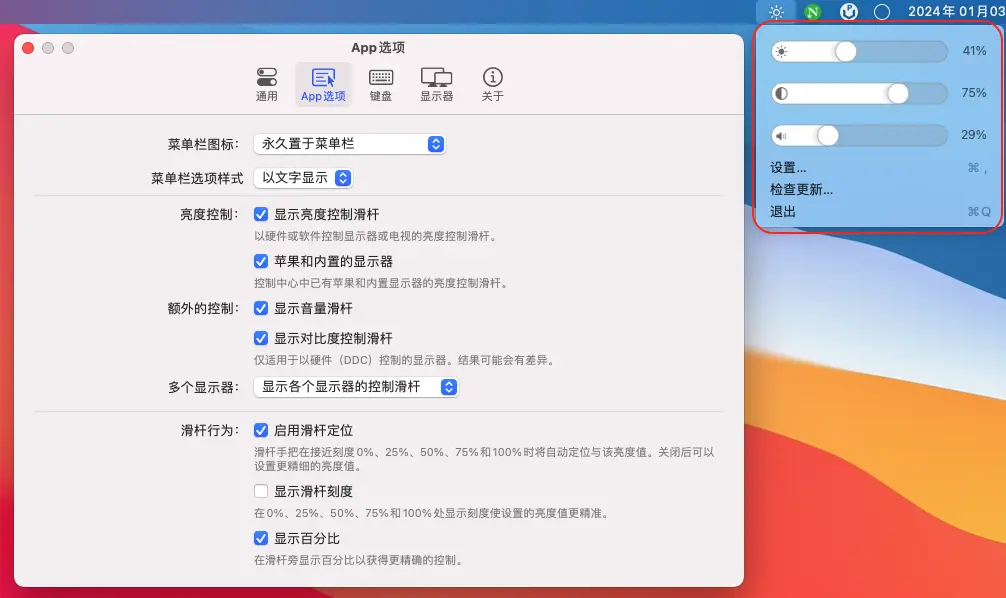 2024年01月03
App选项
通用
App选项
键盘
显示器
关于
菜单栏图标:
永久置于菜单栏
菜单栏选项样式
以文字显示
亮度控制:
显示亮度控制滑杆
以硬件或软件控制显示器或电视的亮度控制滑杆。
苹果和内置的显示器
控制中心中已有苹果和内置显示器的亮度控制滑杆。
额外的控制:
显示音量滑杆
显示对比度控制滑杆
仅适用于以硬件（DDC）控制的显示器。结果可能会有差异。
多个显示器:
显示各个显示器的控制滑杆
滑杆行为:
启用滑杆定位
滑杆手把在接近刻度0%、25%、50%、75%和100%时将自动定位与该亮度值。关闭后可以
设置更精细的亮度值。
显示滑杆刻度
在0%、25%、50%、75%和100%处显示刻度使设置的亮度值更精准。
显示百分比
在滑杆旁显示百分比以获得更精确的控制。
41%
75%
29%
设置... ⌘ ,
检查更新...
退出 ⌘ Q